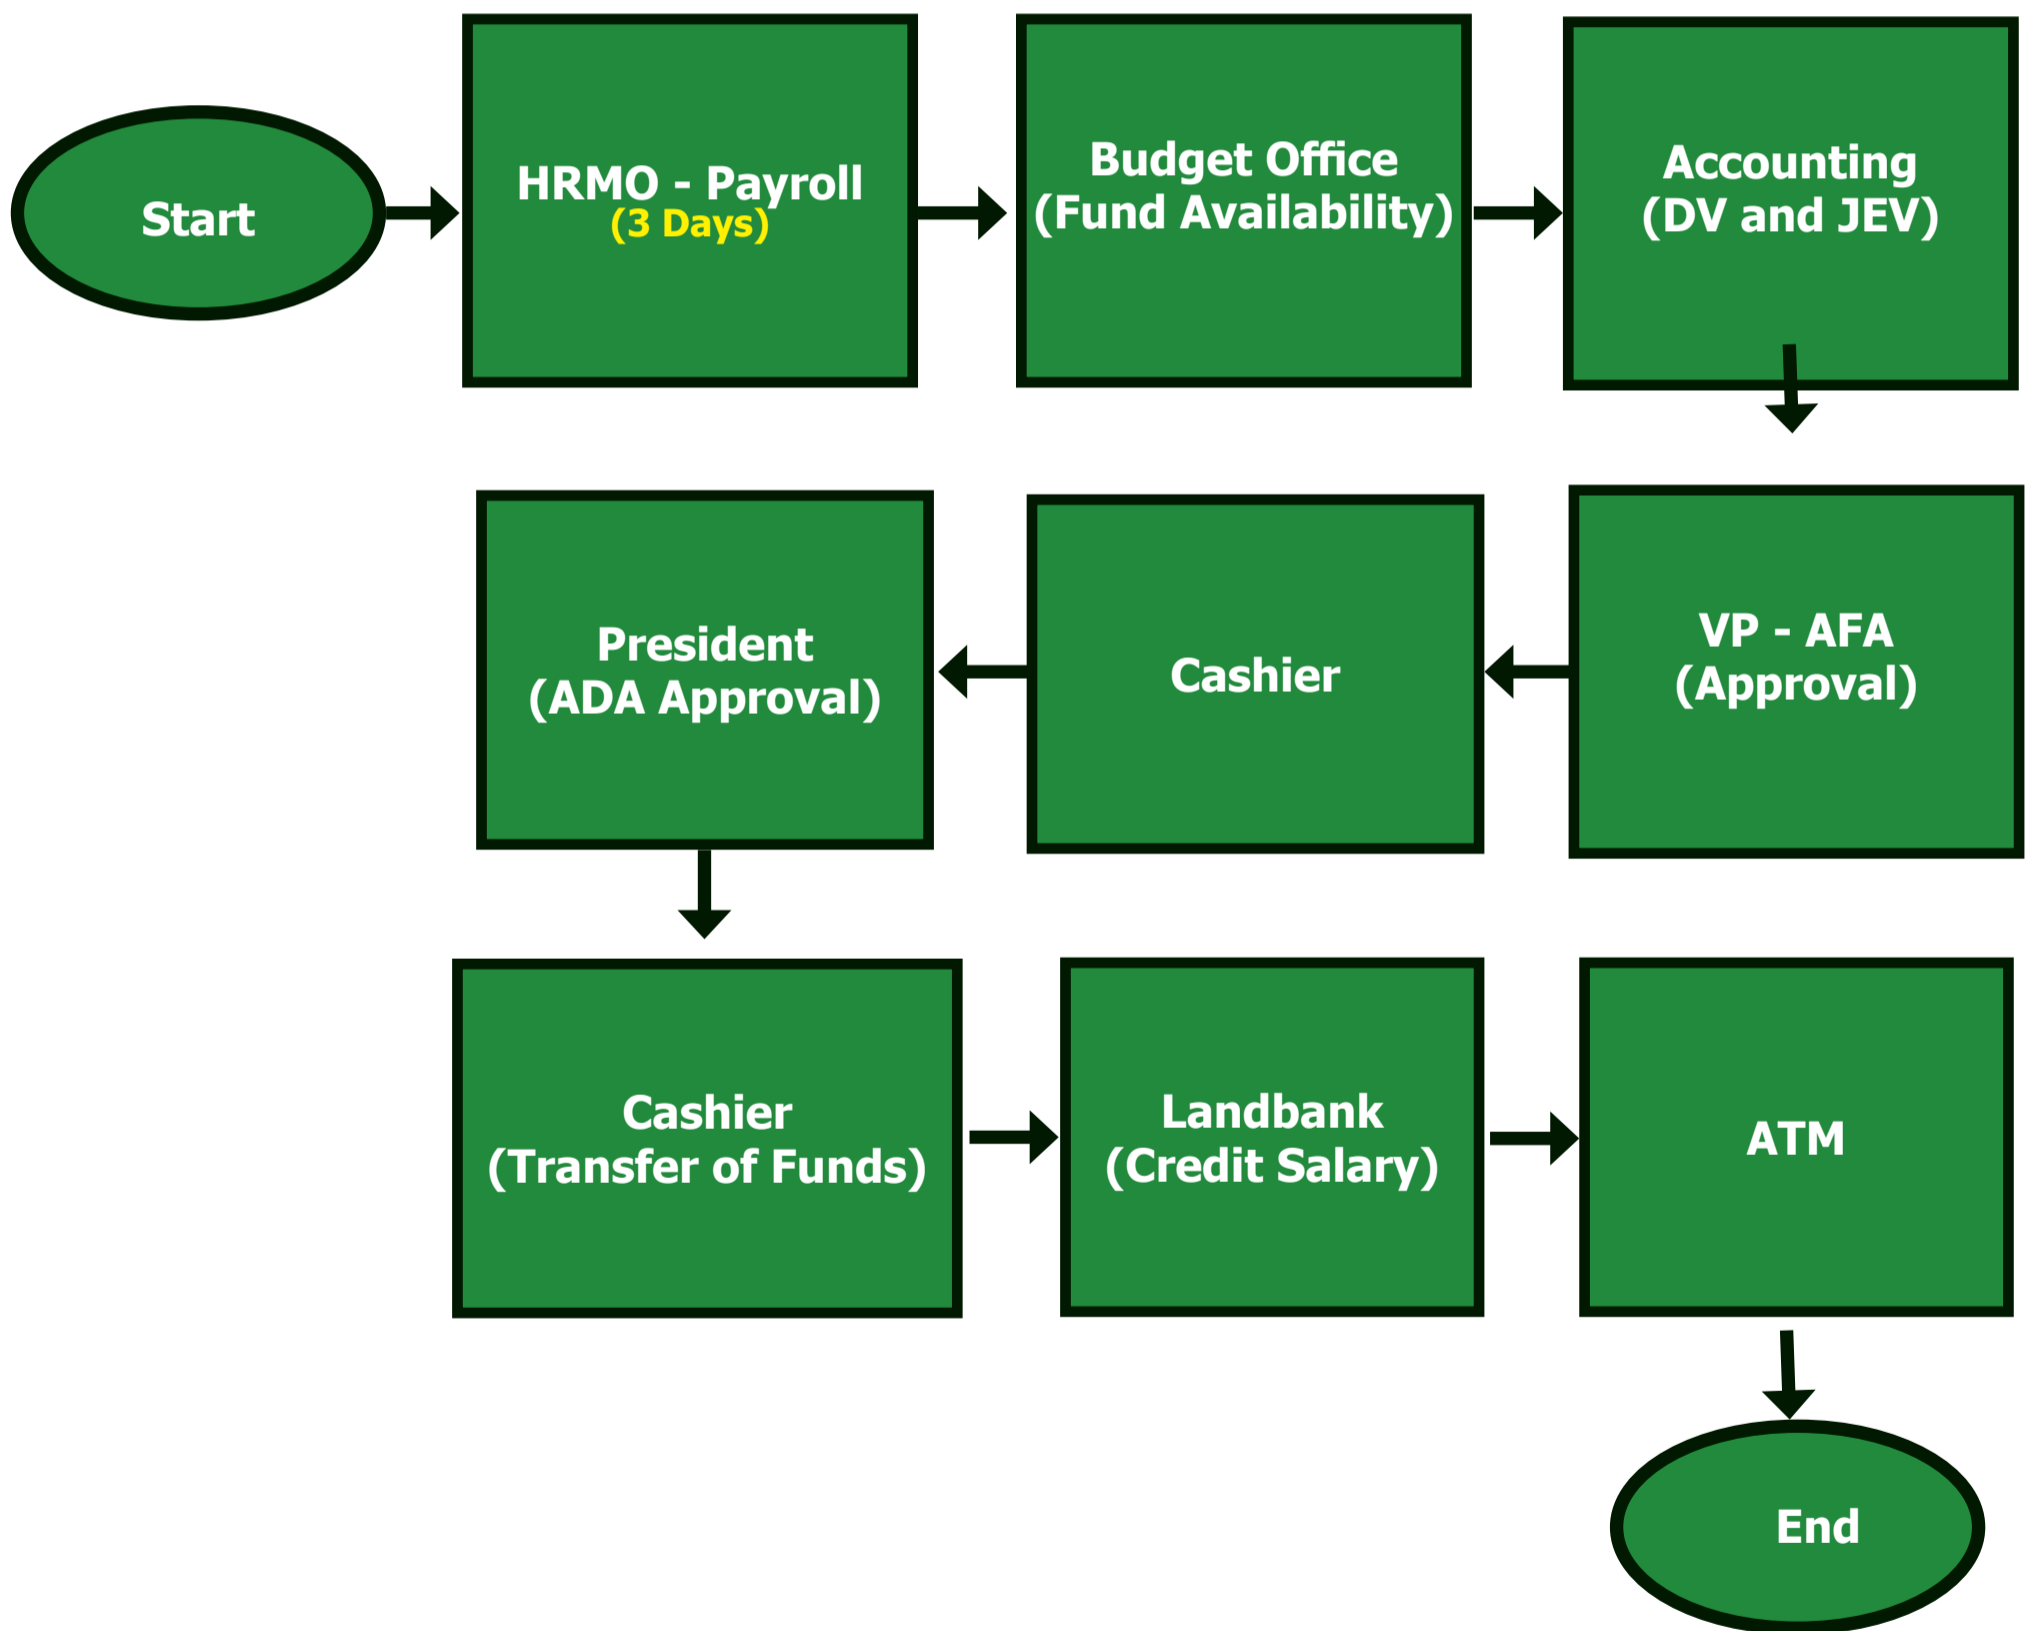 Start
HRMO - Payroll
(3 Days)
Budget Office
(Fund Availability)
Accounting
(DV and JEV)
VP - AFA
(Approval)
Cashier
President
(ADA Approval)
Cashier
(Transfer of Funds)
Landbank
(Credit Salary)
ATM
End